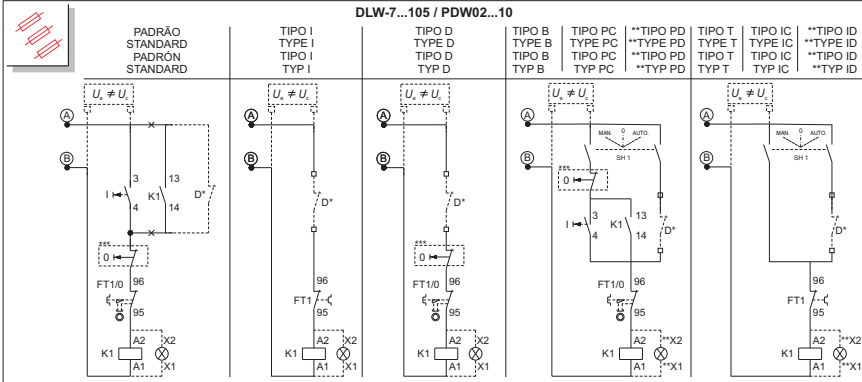 DLW-7...105 / PDW02...10
PADRÃO
STANDARD
PADRÓN
STANDARD
TIPO I
TYPE I
TIPO I
TYP I
TIPO D
TYPE D
TIPO D
TYP D
TIPO B
TYPE B
TIPO B
TYP B
TIPO PC
TYPE PC
TIPO PC
TYP PC
**TIPO PD
**TYPE PD
**TIPO PD
**TYP PD
TIPO T
TYPE T
TIPO T
TYP T
TIPO IC
TYPE IC
TIPO IC
TYP IC
**TIPO ID
**TYPE ID
**TIPO ID
**TYP ID
Ue ≠ Uc
A
B
3
13
I
K1
D*
4
14
***
0
96
FT1/0
95
A2
X2
K1
A1
X1
Ue ≠ Uc
A
B
D*
96
FT1
95
A2
X2
K1
A1
X1
Ue ≠ Uc
A
B
D*
***
0
96
FT1/0
95
A2
X2
K1
A1
X1
Ue ≠ Uc
A
MAN. 0 AUTO.
B
SH 1
***
0
3
13
I
K1
D*
4
14
96
FT1/0
95
A2
**X2
K1
A1
**X1
Ue ≠ Uc
A
MAN. 0 AUTO.
B
SH 1
D*
96
FT1
95
A2
**X2
K1
A1
**X1